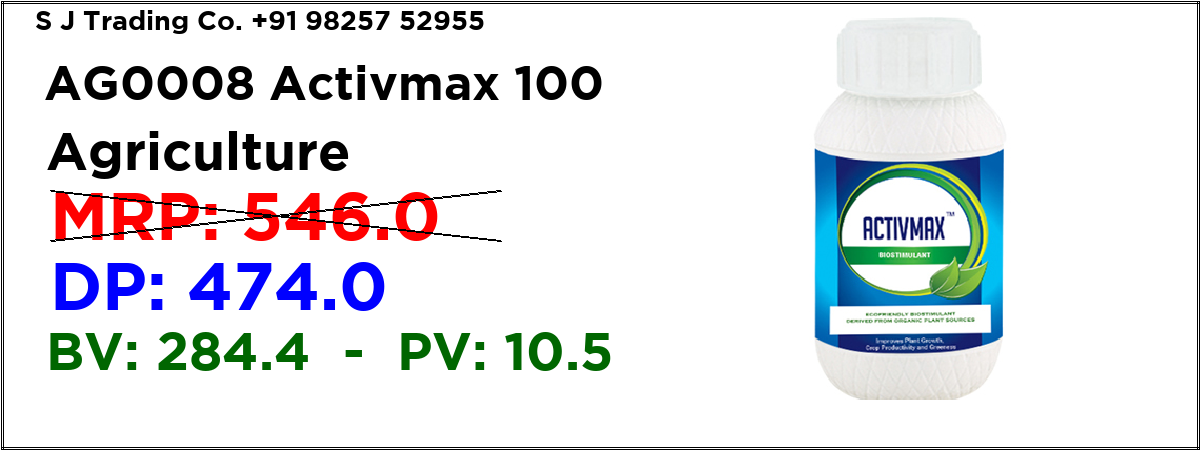 S J Trading Co. +91 98257 52955
AG0008 Activmax 100
Agriculture
MRP: 546.0
DP: 474.0
BV: 284.4 - PV: 10.5
ACTIVMAX™
BIOSTIMULANT
ECOFRIENDLY BIOSTIMULANT
DERIVED FROM ORGANIC PLANT SOURCES
Improves Plant Growth,
Crop Productivity and Greeness